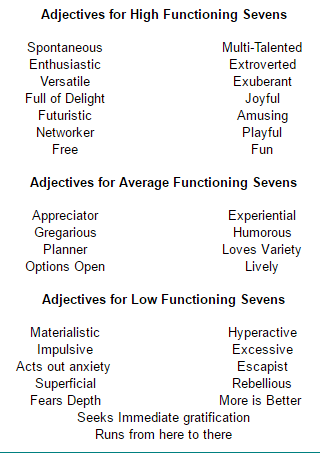 Adjectives for High Functioning Sevens
Spontaneous Multi-Talented
Enthusiastic Extroverted
Versatile Exuberant
Full of Delight Joyful
Futuristic Amusing
Networker Playful
Free Fun
Adjectives for Average Functioning Sevens
Appreciator Experiential
Gregarious Humorous
Planner Loves Variety
Options Open Lively
Adjectives for Low Functioning Sevens
Materialistic Hyperactive
Impulsive Excessive
Acts out anxiety Escapist
Superficial Rebellious
Fears Depth More is Better
Seeks Immediate gratification
Runs from here to there